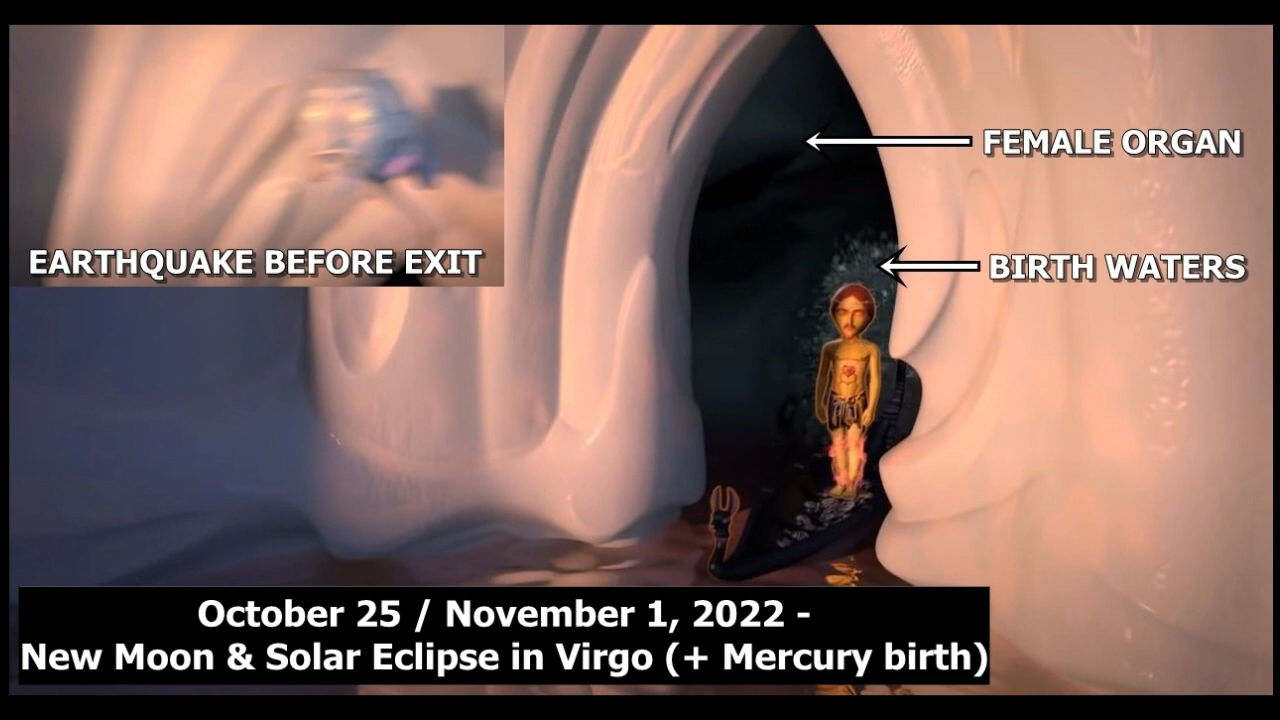 FEMALE ORGAN
BIRTH WATERS
EARTHQUAKE BEFORE EXIT
October 25 / November 1, 2022 -
New Moon & Solar Eclipse in Virgo (+ Mercury birth)